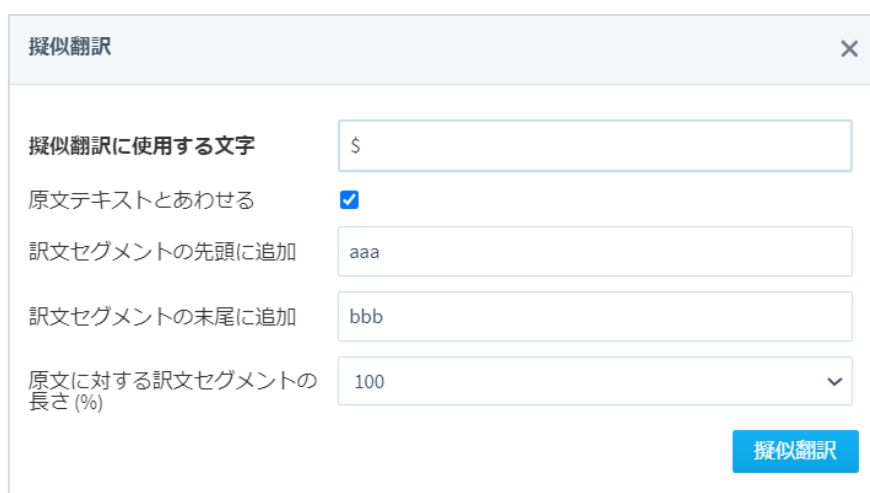 擬似翻訳
擬似翻訳に使用する文字
$
原文テキストとあわせる
訳文セグメントの先頭に追加
aaa
訳文セグメントの末尾に追加
bbb
原文に対する訳文セグメントの
長さ (%)
100
擬似翻訳